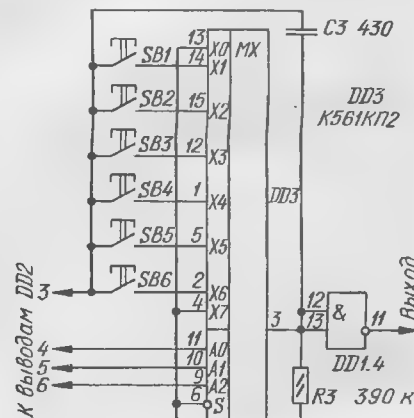 13 X0 MX
C3 430
SB1 14 X1
SB2 15 X2
DD3
К561КП2
SB3 12 X3
SB4 1 X4
DD3
SB5 5 X5
3 SB6 2 X6
4 X7
3
12 & 11
13
Выход
DD1.4
4 11 A0
5 10 A1
6 9 A2
6 S
R3 390 к
К выводам DD2